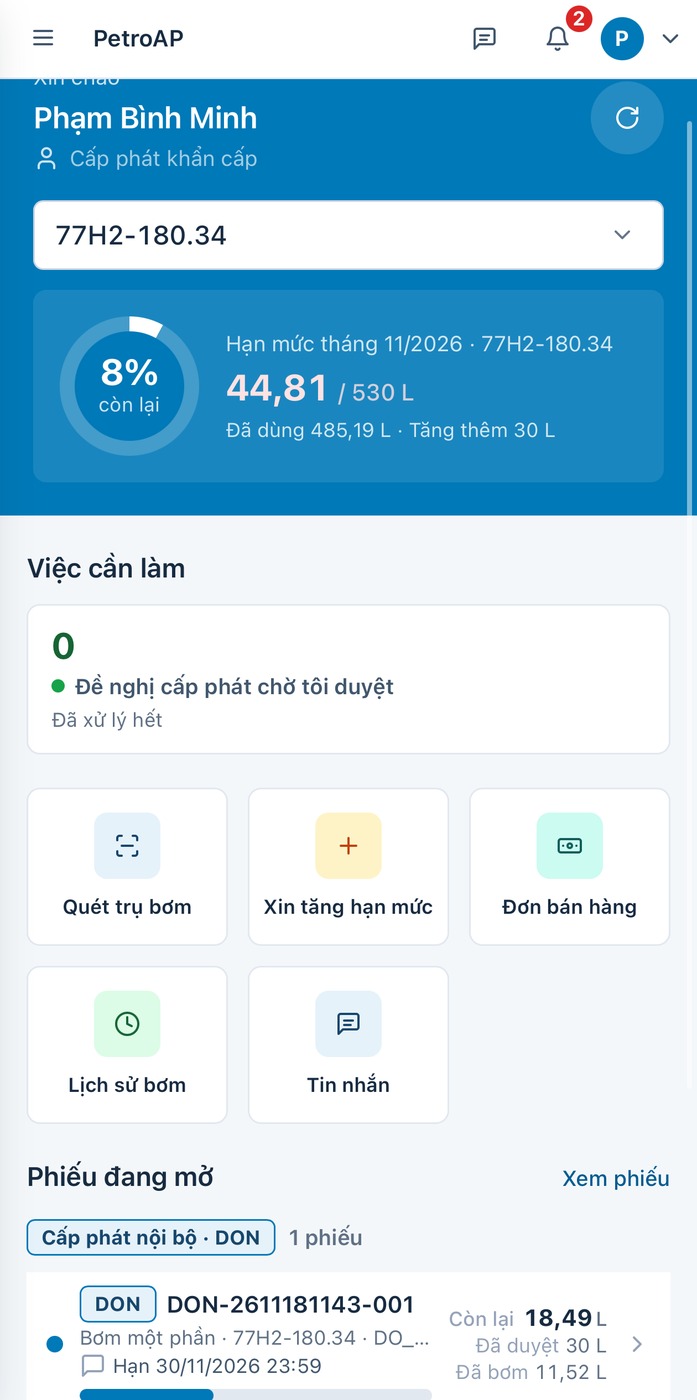 PetroAP
2
P
Xin chào
Phạm Bình Minh
Cấp phát khẩn cấp
77H2-180.34
8%
còn lại
Hạn mức tháng 11/2026 · 77H2-180.34
44,81 / 530 L
Đã dùng 485,19 L · Tăng thêm 30 L
Việc cần làm
0
Đề nghị cấp phát chờ tôi duyệt
Đã xử lý hết
Quét trụ bơm
Xin tăng hạn mức
Đơn bán hàng
Lịch sử bơm
Tin nhắn
Phiếu đang mở
Xem phiếu
Cấp phát nội bộ · DON
1 phiếu
DON DON-2611181143-001
Bơm một phần · 77H2-180.34 · DO_...
Hạn 30/11/2026 23:59
Còn lại 18,49 L
Đã duyệt 30 L
Đã bơm 11,52 L